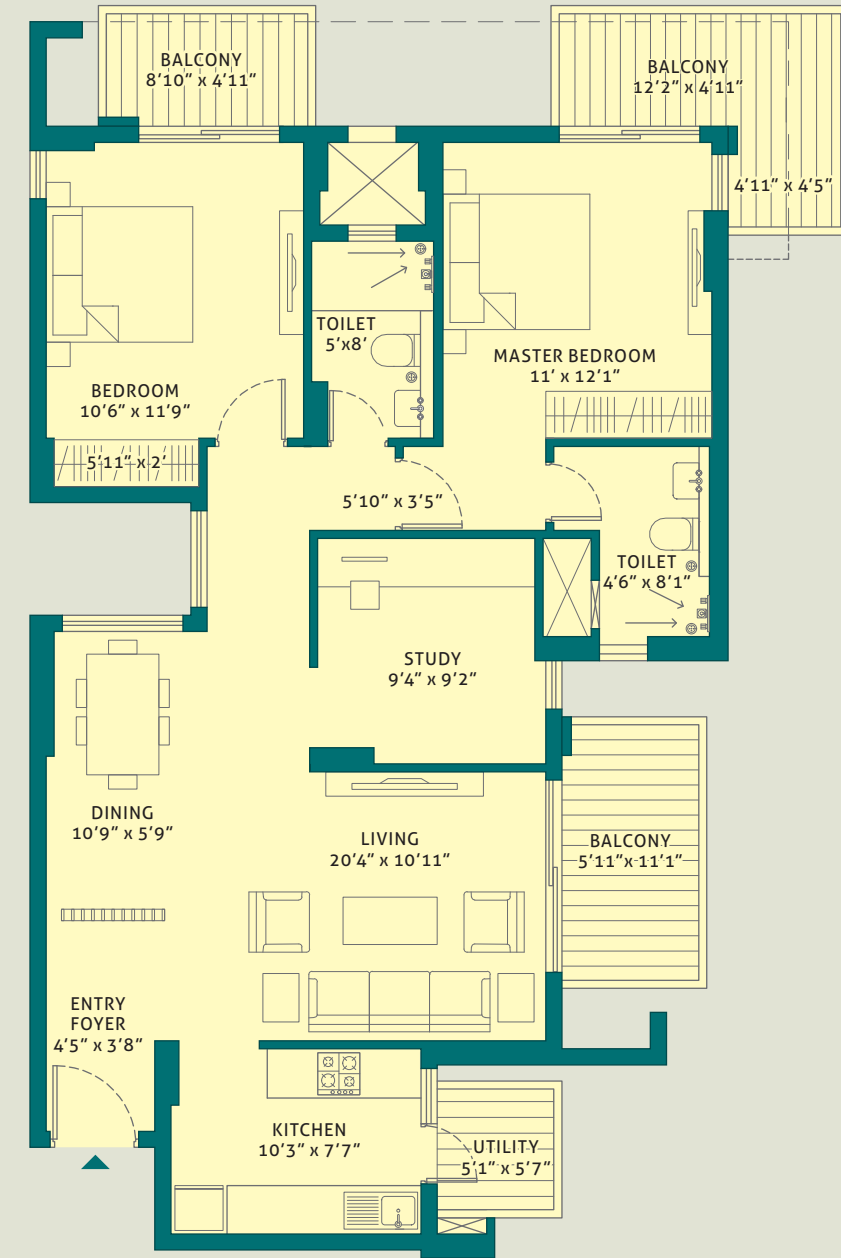 BALCONY
8'10" x 4'11"
BALCONY
12'2" x 4'11"
4'11" x 4'5"
TOILET
5'x8'
MASTER BEDROOM
11' x 12'1"
BEDROOM
10'6" x 11'9"
5'11" x 2'
5'10" x 3'5"
TOILET
4'6" x 8'1"
STUDY
9'4" x 9'2"
DINING
10'9" x 5'9"
LIVING
20'4" x 10'11"
BALCONY
5'11"x 11'1"
ENTRY
FOYER
4'5" x 3'8"
KITCHEN
10'3" x 7'7"
UTILITY
5'1" x 5'7"